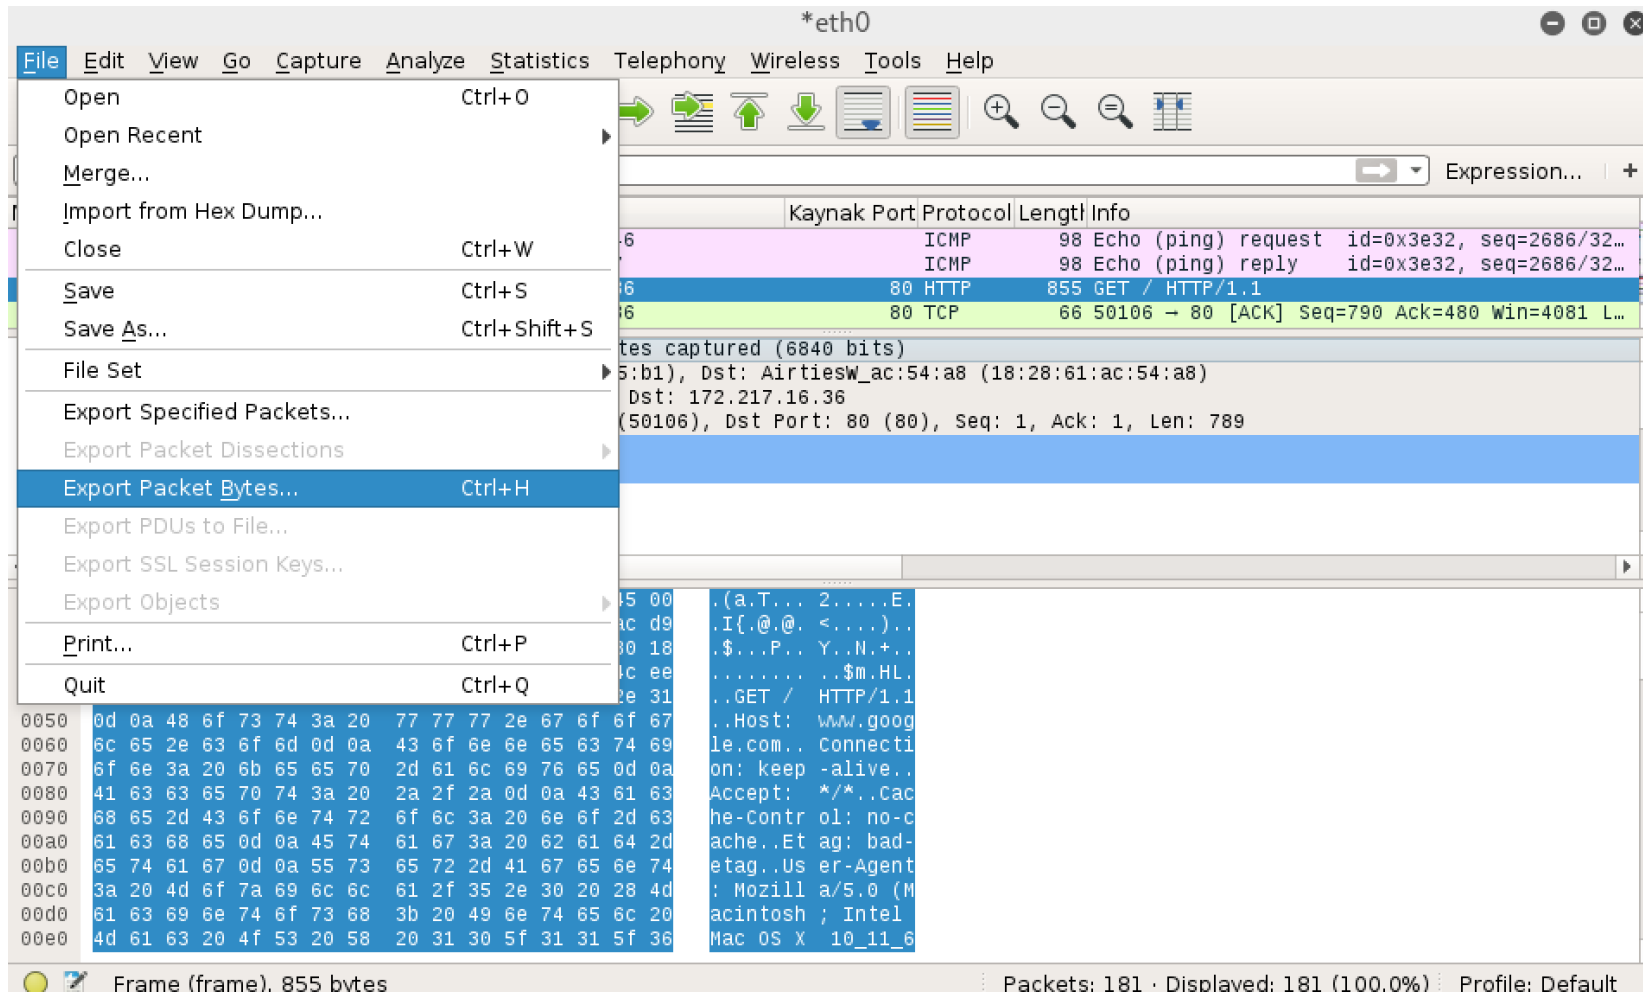 *eth0
File Edit View Go Capture Analyze Statistics Telephony Wireless Tools Help
Open Ctrl+O
Open Recent
Merge...
Import from Hex Dump...
Close Ctrl+W
Save Ctrl+S
Save As... Ctrl+Shift+S
File Set
Export Specified Packets...
Export Packet Dissections
Export Packet Bytes... Ctrl+H
Export PDUs to File...
Export SSL Session Keys...
Export Objects
Print... Ctrl+P
Quit Ctrl+Q
Expression... +
Kaynak Port Protocol Length Info
6 ICMP 98 Echo (ping) request id=0x3e32, seq=2686/32…
ICMP 98 Echo (ping) reply id=0x3e32, seq=2686/32…
36 80 HTTP 855 GET / HTTP/1.1
36 80 TCP 66 50106 → 80 [ACK] Seq=790 Ack=480 Win=4081 L…
tes captured (6840 bits)
5:b1), Dst: AirtiesW_ac:54:a8 (18:28:61:ac:54:a8)
Dst: 172.217.16.36
(50106), Dst Port: 80 (80), Seq: 1, Ack: 1, Len: 789
45 00 .(a.T... 2.....E.
ac d9 .I{.@.@. <....)..
80 18 .$...P.. Y..N.+..
4c ee ........ ..$m.HL.
2e 31 ..GET / HTTP/1.1
0050 0d 0a 48 6f 73 74 3a 20 77 77 77 2e 67 6f 6f 67 ..Host: www.goog
0060 6c 65 2e 63 6f 6d 0d 0a 43 6f 6e 6e 65 63 74 69 le.com.. Connecti
0070 6f 6e 3a 20 6b 65 65 70 2d 61 6c 69 76 65 0d 0a on: keep -alive..
0080 41 63 63 65 70 74 3a 20 2a 2f 2a 0d 0a 43 61 63 Accept: */*..Cac
0090 68 65 2d 43 6f 6e 74 72 6f 6c 3a 20 6e 6f 2d 63 he-Contr ol: no-c
00a0 61 63 68 65 0d 0a 45 74 61 67 3a 20 62 61 64 2d ache..Et ag: bad-
00b0 65 74 61 67 0d 0a 55 73 65 72 2d 41 67 65 6e 74 etag..Us er-Agent
00c0 3a 20 4d 6f 7a 69 6c 6c 61 2f 35 2e 30 20 28 4d : Mozill a/5.0 (M
00d0 61 63 69 6e 74 6f 73 68 3b 20 49 6e 74 65 6c 20 acintosh ; Intel
00e0 4d 61 63 20 4f 53 20 58 20 31 30 5f 31 31 5f 36 Mac OS X 10_11_6
Frame (frame), 855 bytes Packets: 181 · Displayed: 181 (100.0%) Profile: Default